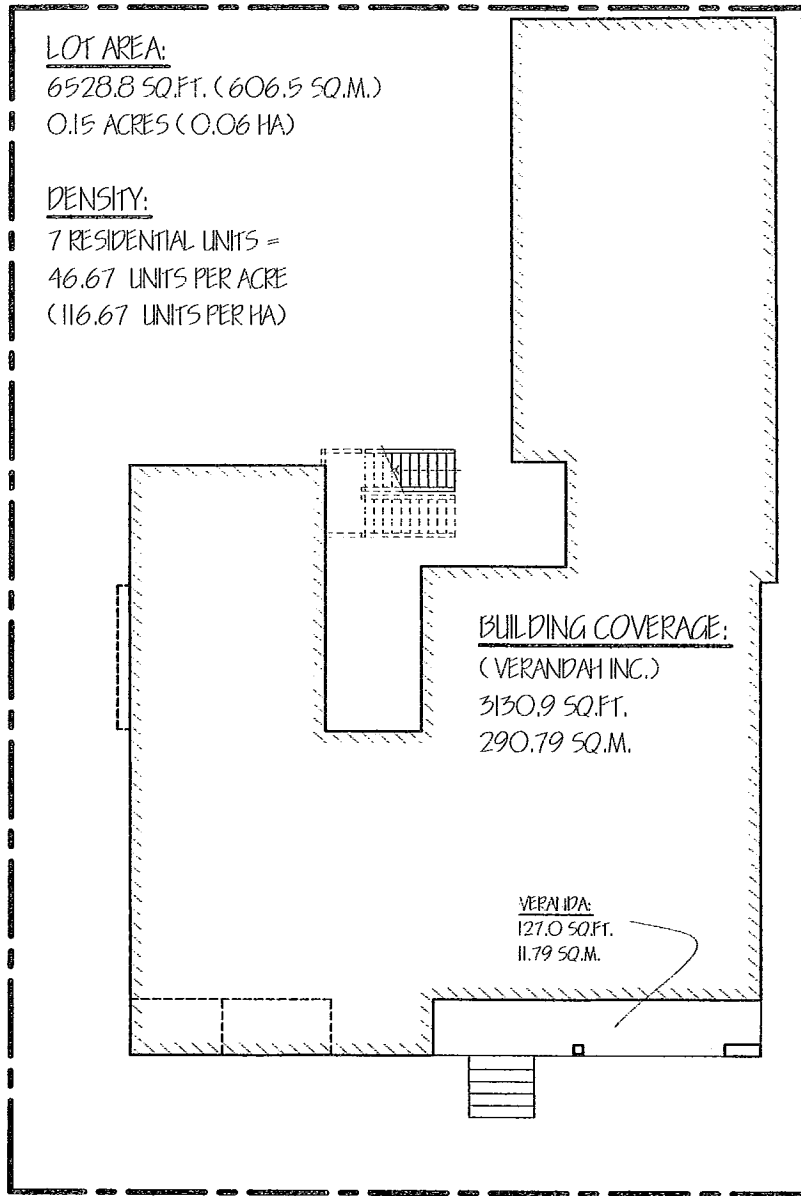 LOT AREA:
6528.8 SQ.FT. (606.5 SQ.M.)
0.15 ACRES (0.06 HA)
DENSITY:
7 RESIDENTIAL UNITS =
46.67 UNITS PER ACRE
(116.67 UNITS PER HA)
BUILDING COVERAGE:
(VERANDAH INC.)
3130.9 SQ.FT.
290.79 SQ.M.
VERANDA:
127.0 SQ.FT.
11.79 SQ.M.